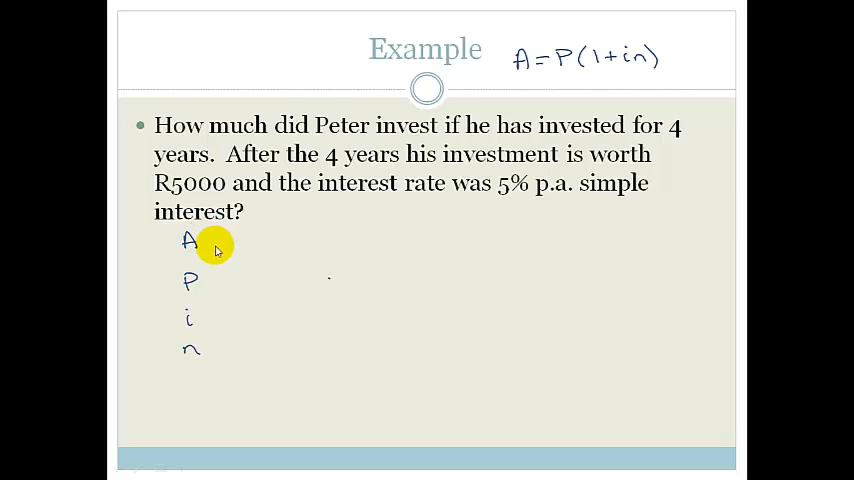 Example
A=P(1+in)
How much did Peter invest if he has invested for 4
years. After the 4 years his investment is worth
R5000 and the interest rate was 5% p.a. simple
interest?
A
P
i
n